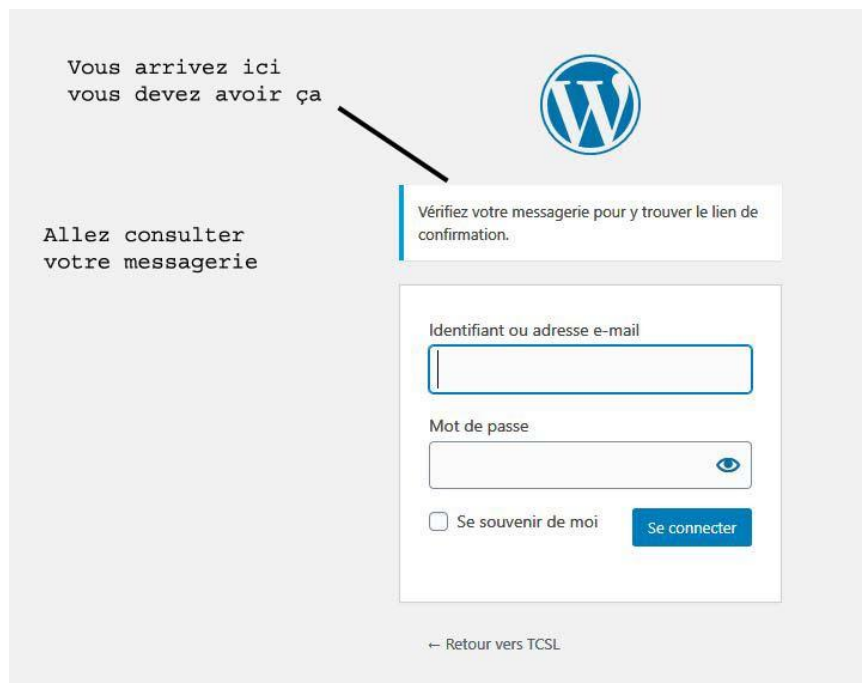 Vous arrivez ici
vous devez avoir ça
Vérifiez votre messagerie pour y trouver le lien de
confirmation.
Allez consulter
votre messagerie
Identifiant ou adresse e-mail
Mot de passe
Se souvenir de moi
Se connecter
← Retour vers TCSL